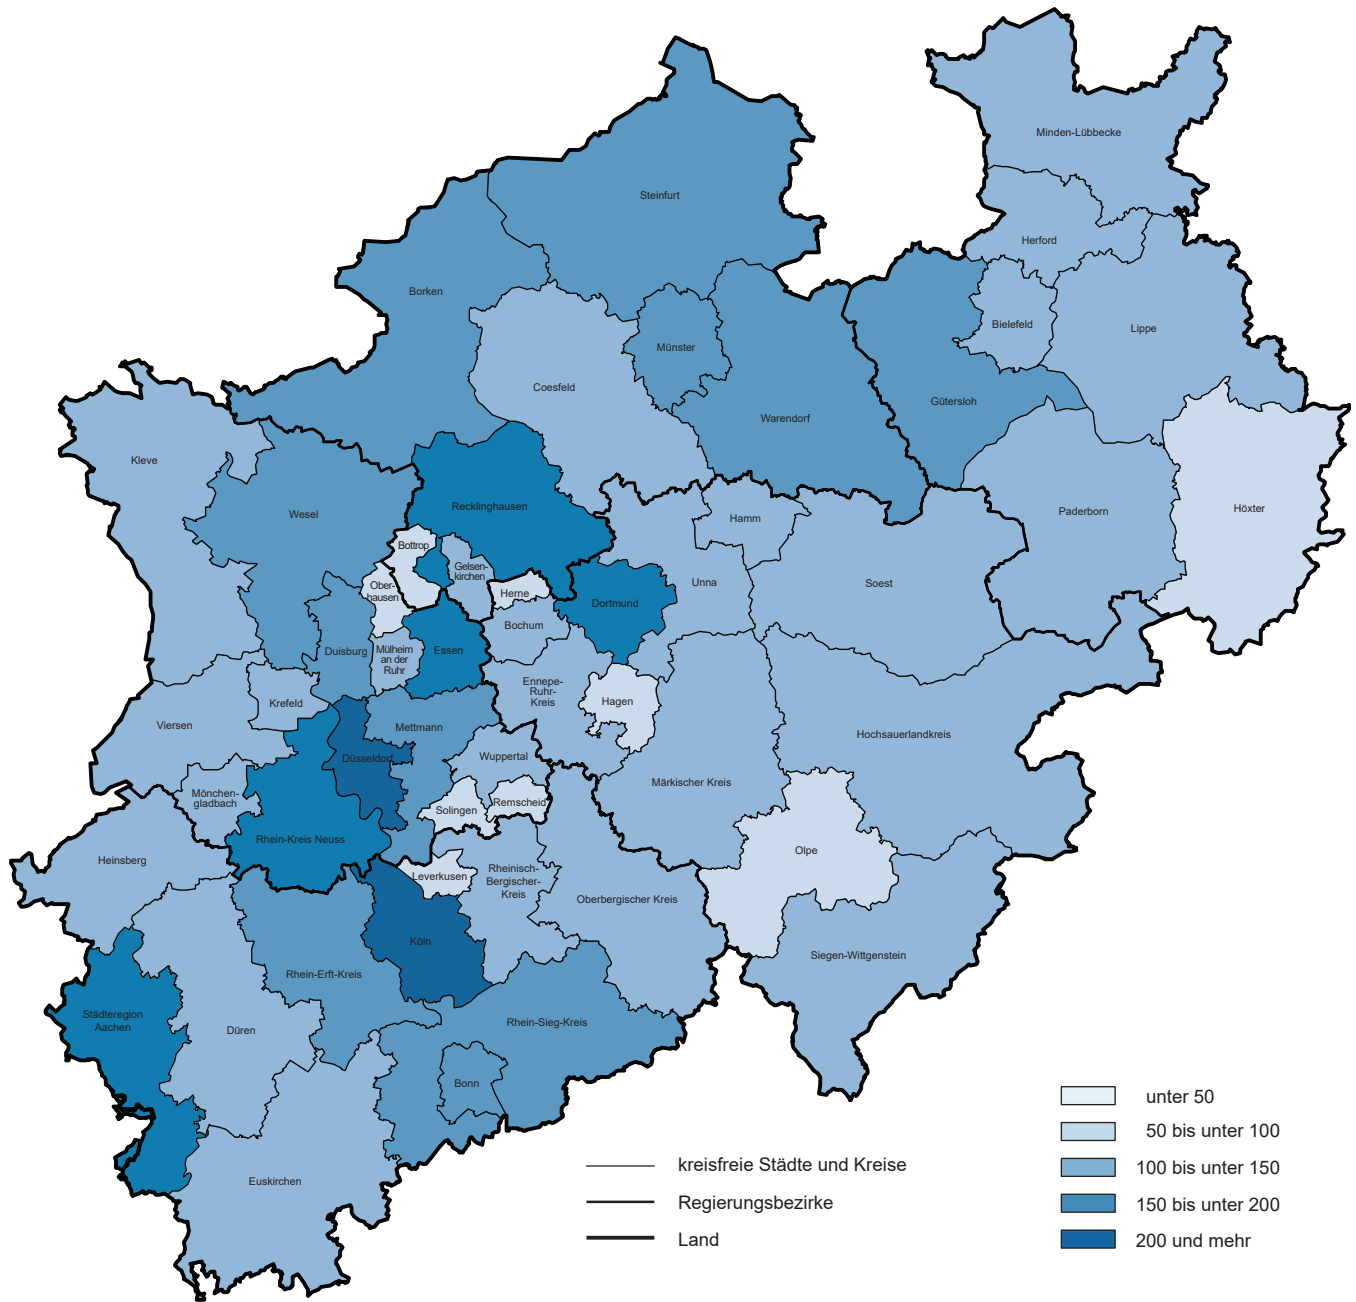 Minden-Lübbecke
Steinfurt
Herford
Borken
Bielefeld
Lippe
Münster
Coesfeld
Gütersloh
Warendorf
Kleve
Recklinghausen
Wesel
Paderborn
Höxter
Hamm
Bottrop
Gelsen-
kirchen
Unna
Soest
Ober-
hausen
Herne
Dortmund
Bochum
Duisburg
Mülheim
an der
Ruhr
Essen
Ennepe-
Ruhr-
Kreis
Hagen
Krefeld
Viersen
Mettmann
Hochsauerlandkreis
Düsseldorf
Wuppertal
Märkischer Kreis
Mönchen-
gladbach
Solingen
Remscheid
Rhein-Kreis Neuss
Olpe
Heinsberg
Leverkusen
Rheinisch-
Bergischer-
Kreis
Oberbergischer Kreis
Köln
Siegen-Wittgenstein
Rhein-Erft-Kreis
Städteregion
Aachen
Düren
Rhein-Sieg-Kreis
Bonn
Euskirchen
kreisfreie Städte und Kreise
Regierungsbezirke
Land
unter 50
50 bis unter 100
100 bis unter 150
150 bis unter 200
200 und mehr